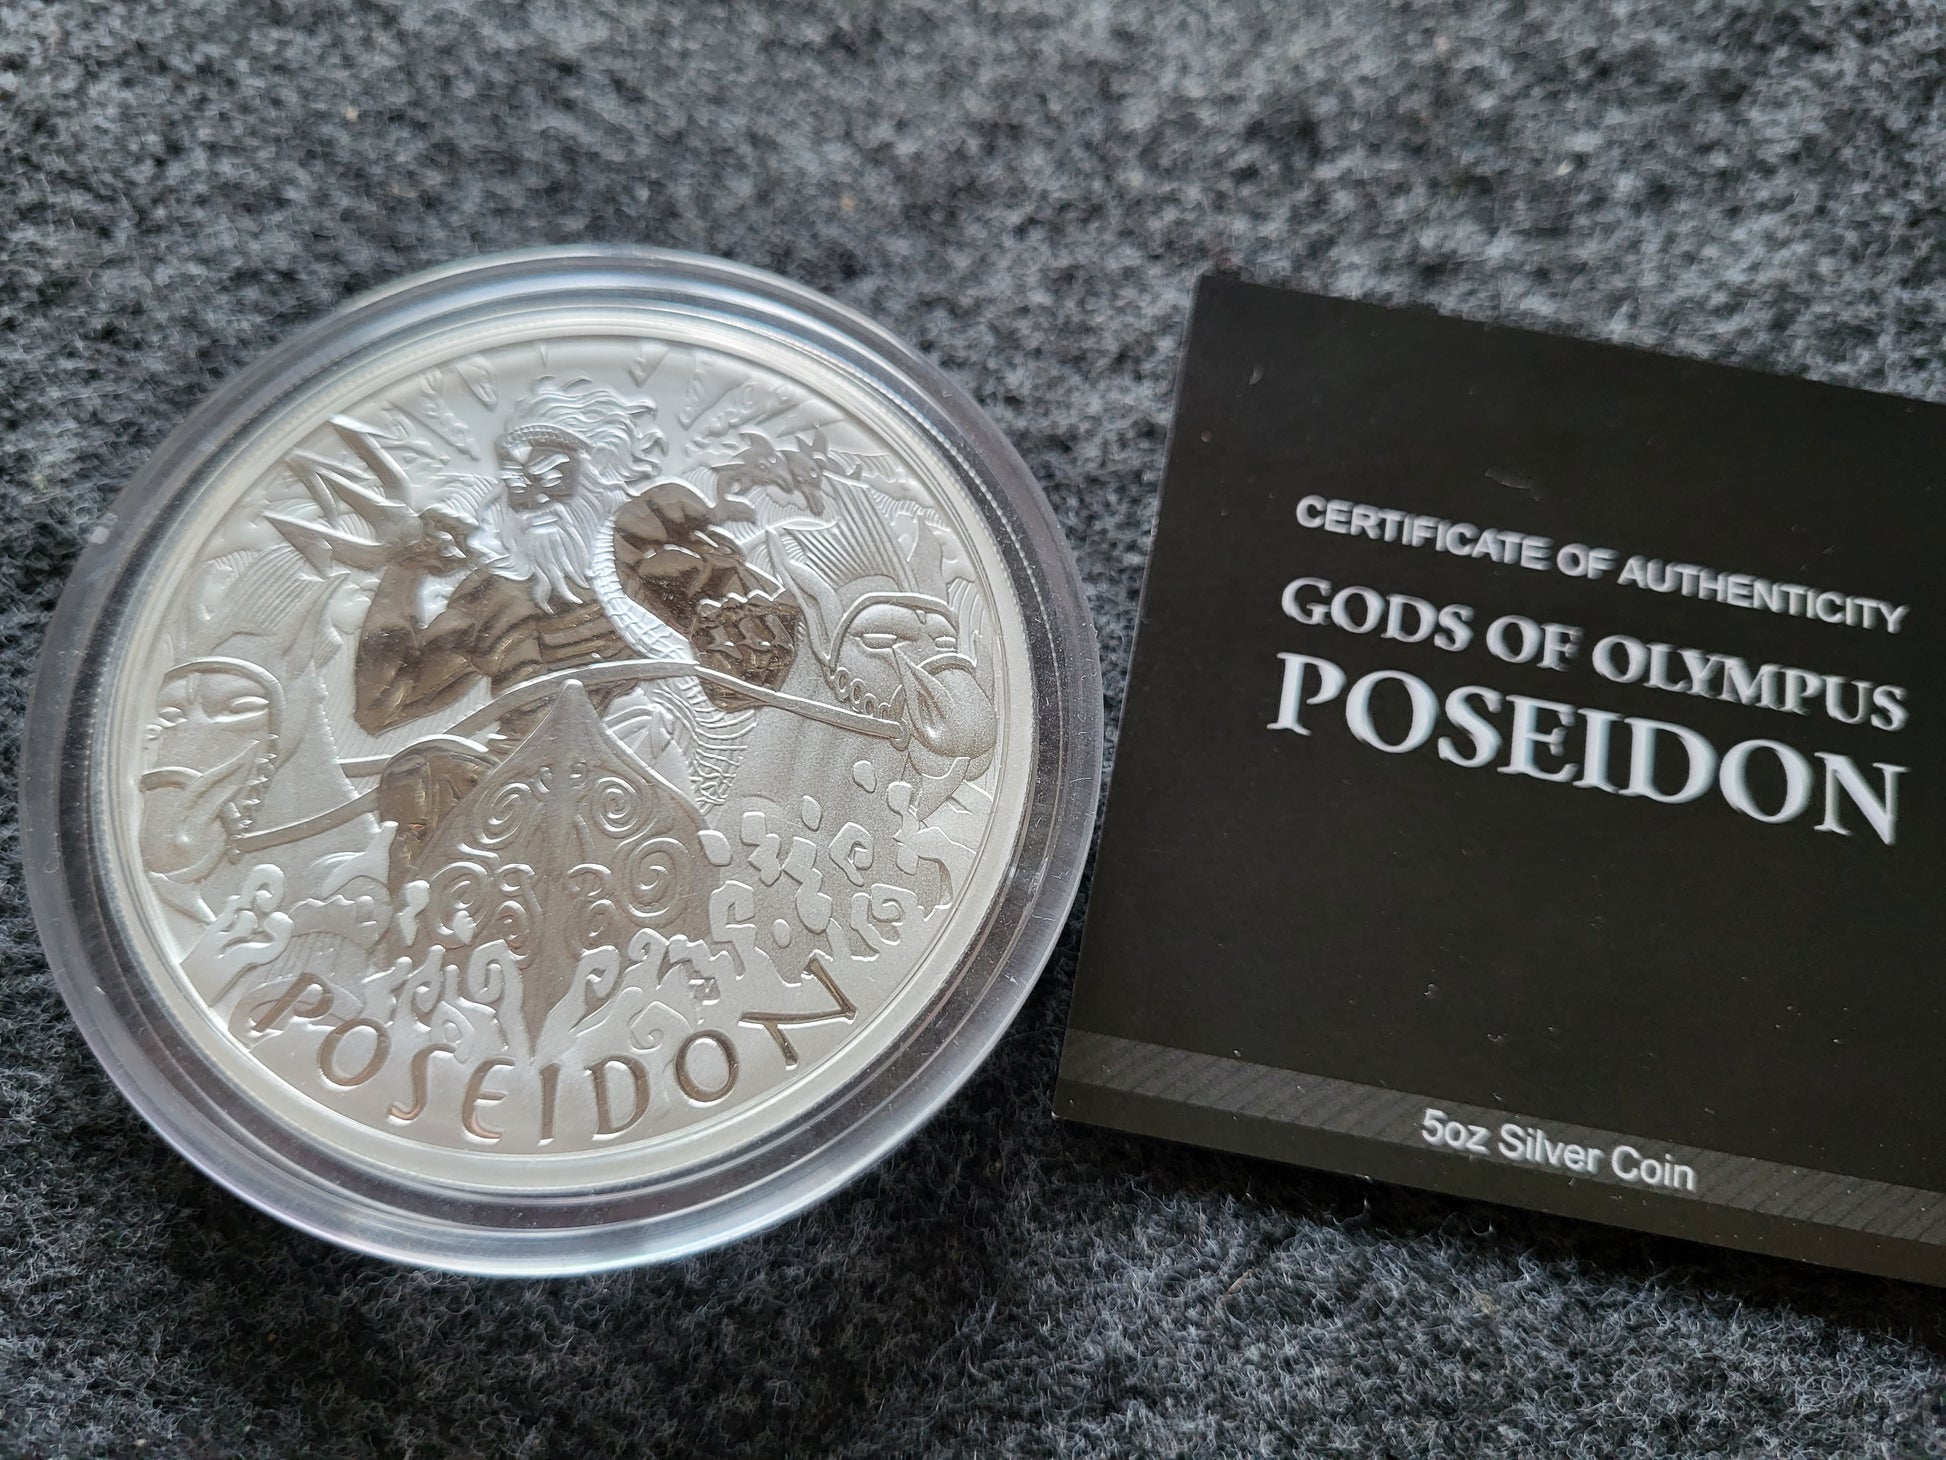 POSEIDON
CERTIFICATE OF AUTHENTICITY
GODS OF OLYMPUS
POSEIDON
5oz Silver Coin